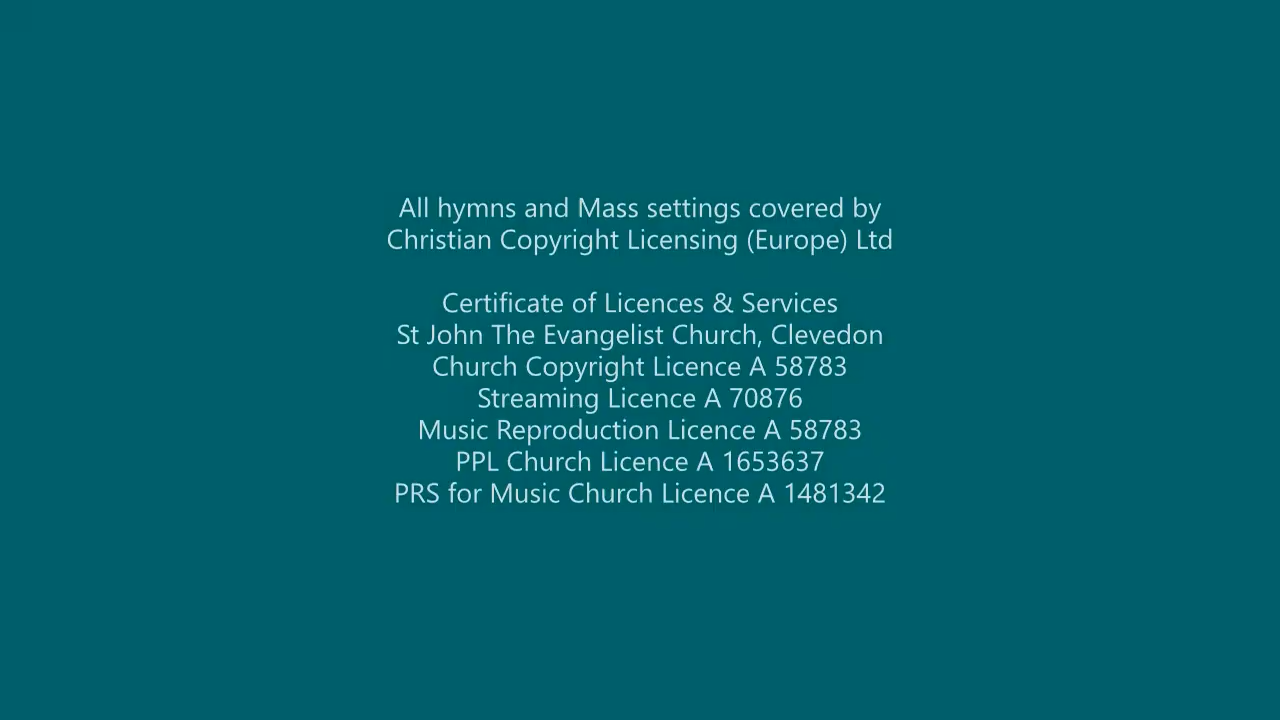 All hymns and Mass settings covered by
Christian Copyright Licensing (Europe) Ltd
Certificate of Licences & Services
St John The Evangelist Church, Clevedon
Church Copyright Licence A 58783
Streaming Licence A 70876
Music Reproduction Licence A 58783
PPL Church Licence A 1653637
PRS for Music Church Licence A 1481342